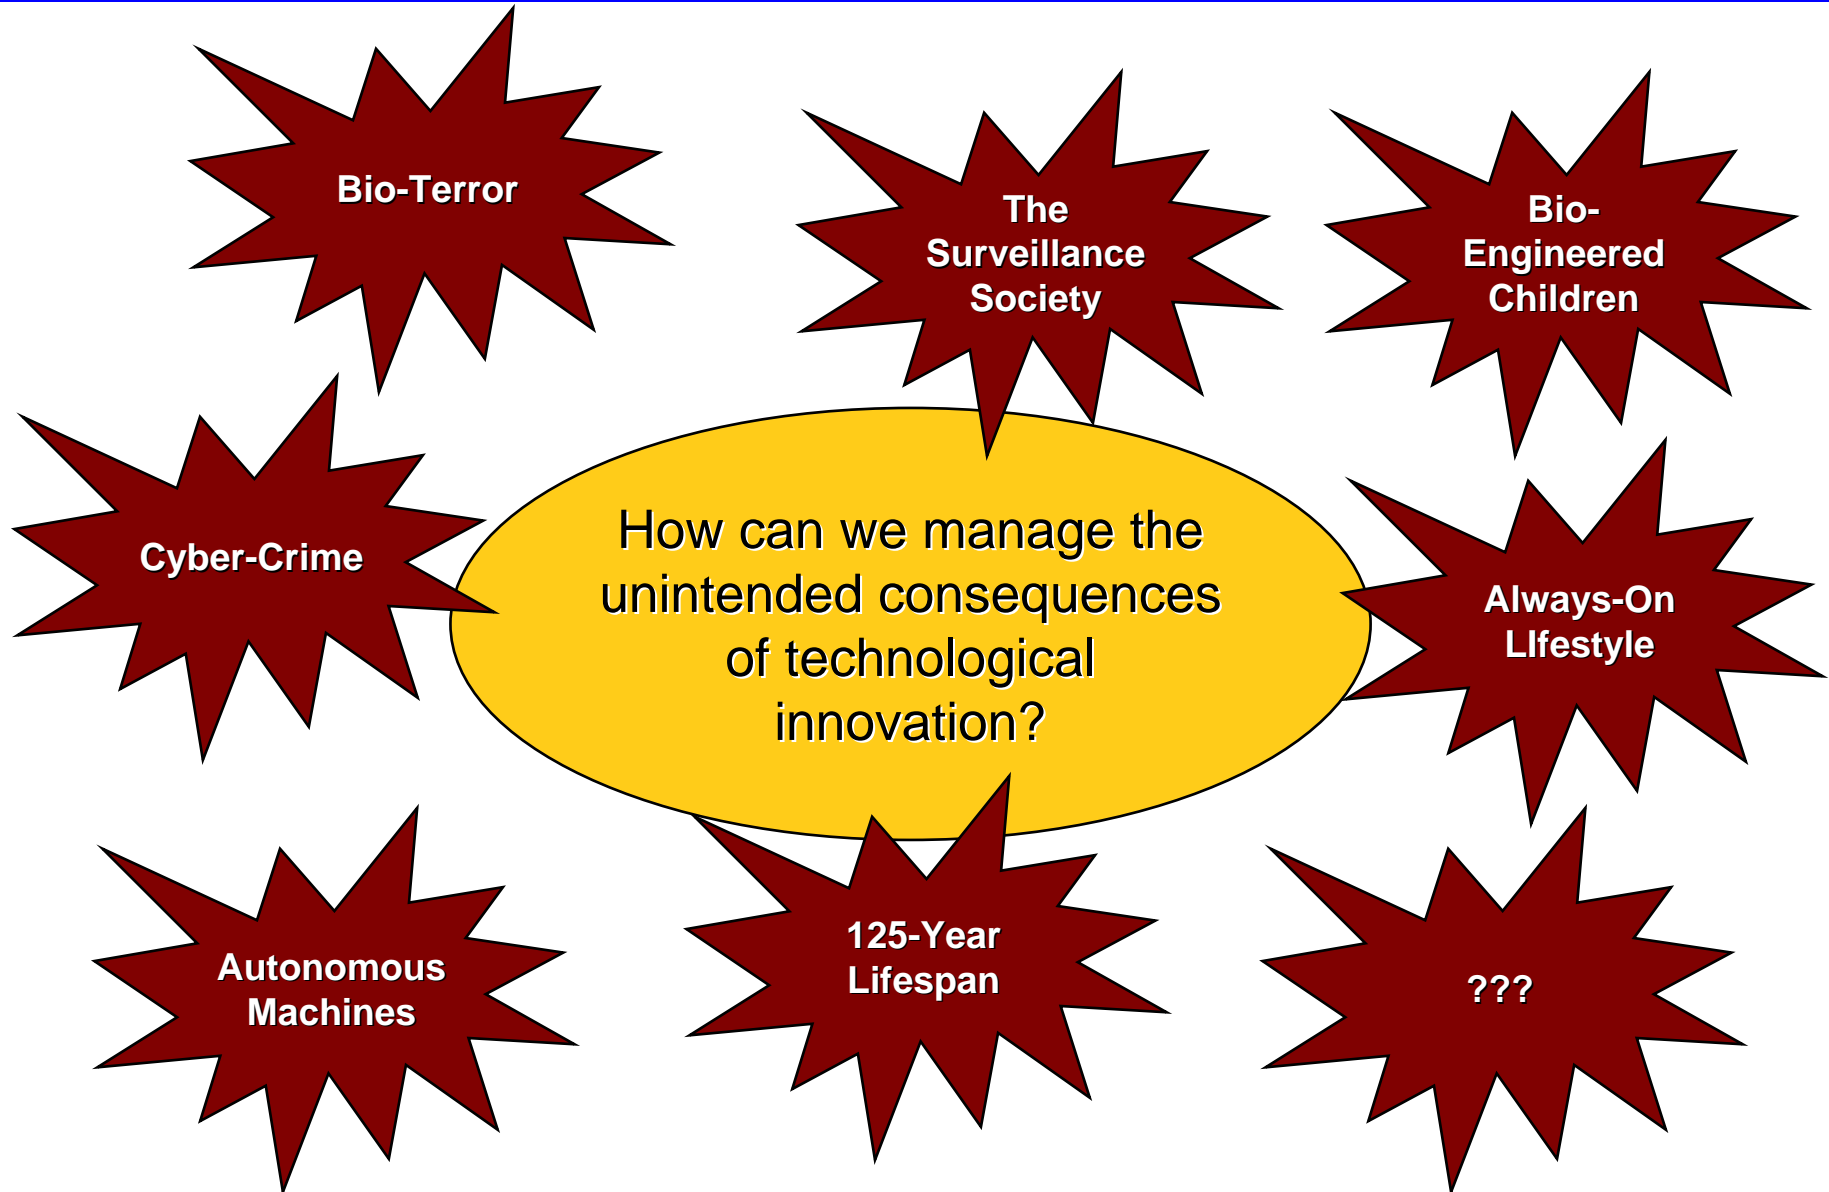 Bio-Terror
The
Surveillance
Society
Bio-
Engineered
Children
Cyber-Crime
How can we manage the
unintended consequences
of technological
innovation?
Always-On
LIfestyle
Autonomous
Machines
125-Year
Lifespan
???